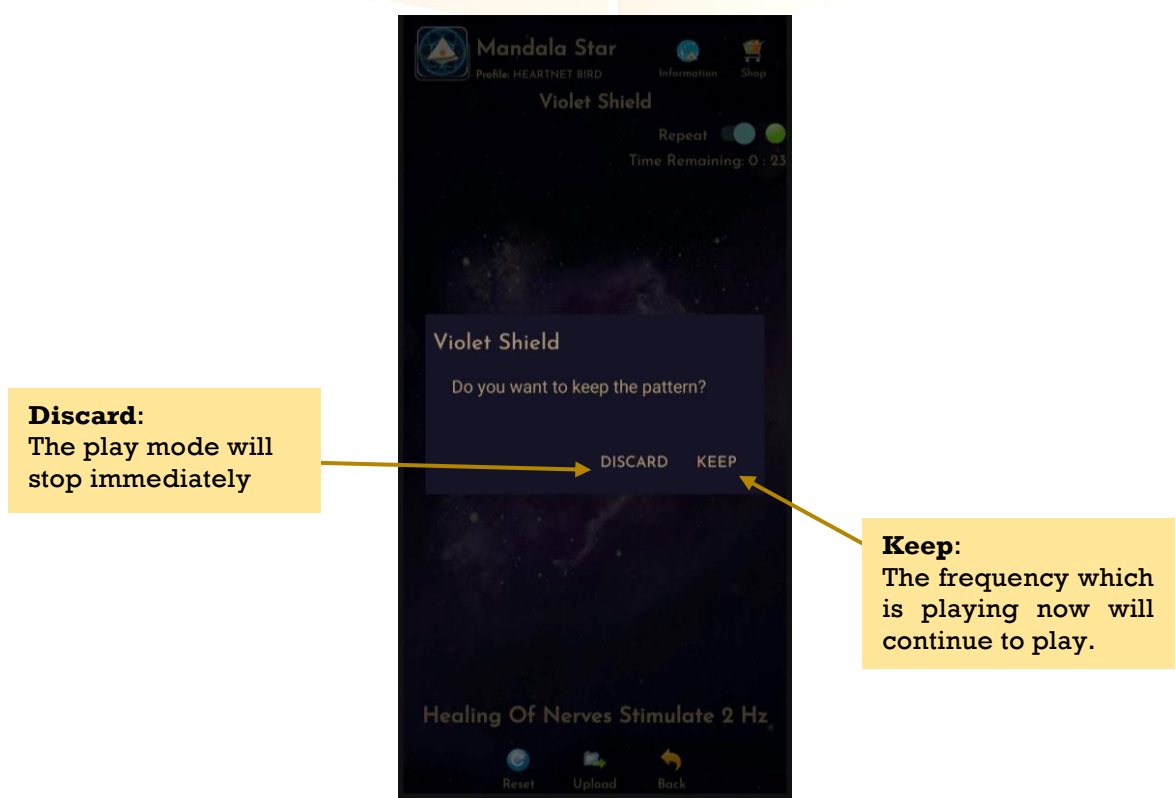 Mandala Star
Profile: HEARTNET BIRD
Information
Shop
Violet Shield
Repeat
Time Remaining: 0 : 23
Violet Shield
Do you want to keep the pattern?
DISCARD KEEP
Discard:
The play mode will
stop immediately
Keep:
The frequency which
is playing now will
continue to play.
Healing Of Nerves Stimulate 2 Hz
Reset Upload Back